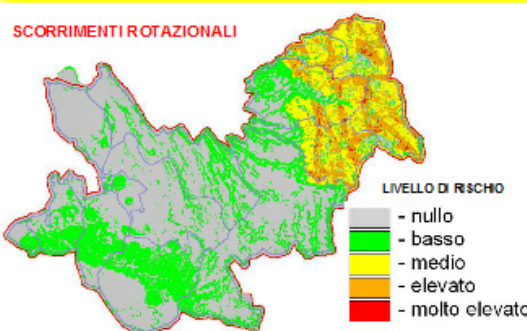 SCORRIMENTI ROTAZIONALI
LIVELLO DI RISCHIO
- nullo
- basso
- medio
- elevato
- molto elevato